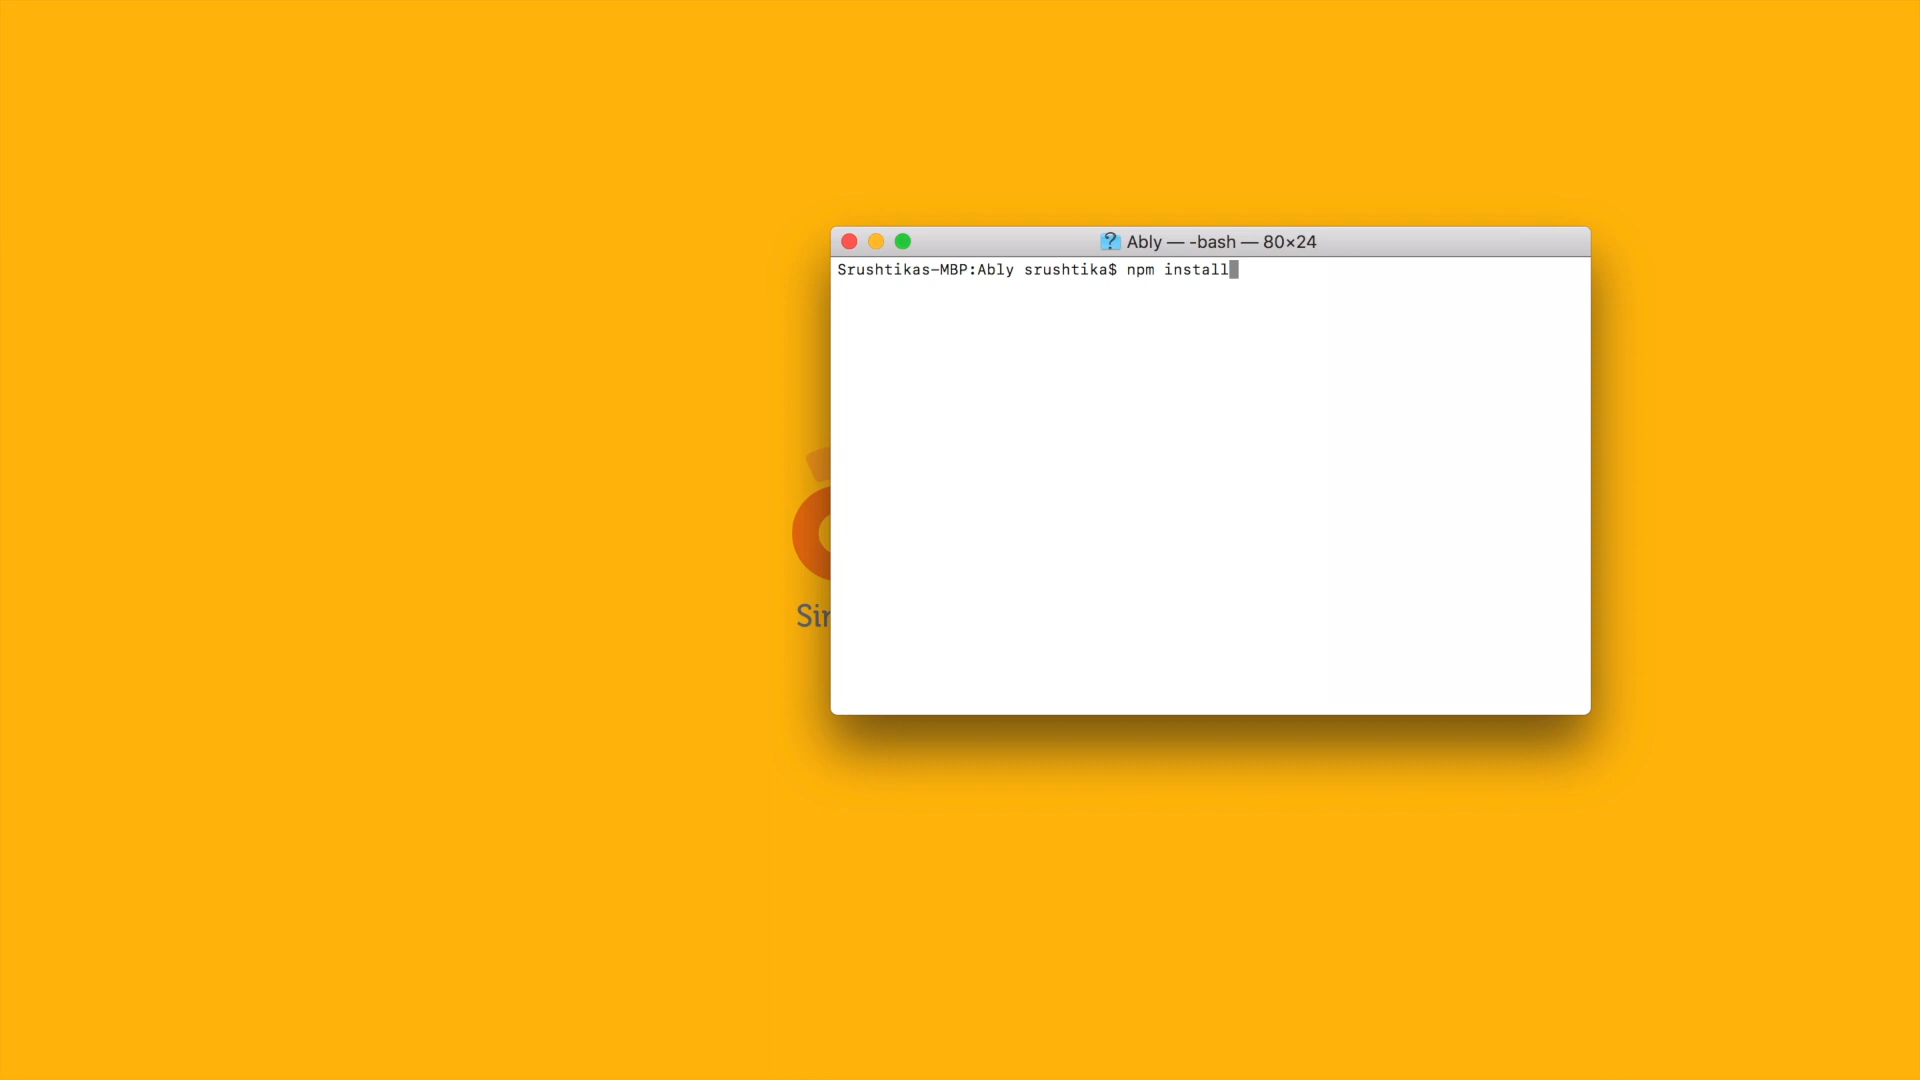 Ably — -bash — 80×24
Srushtikas-MBP:Ably srushtika$ npm install